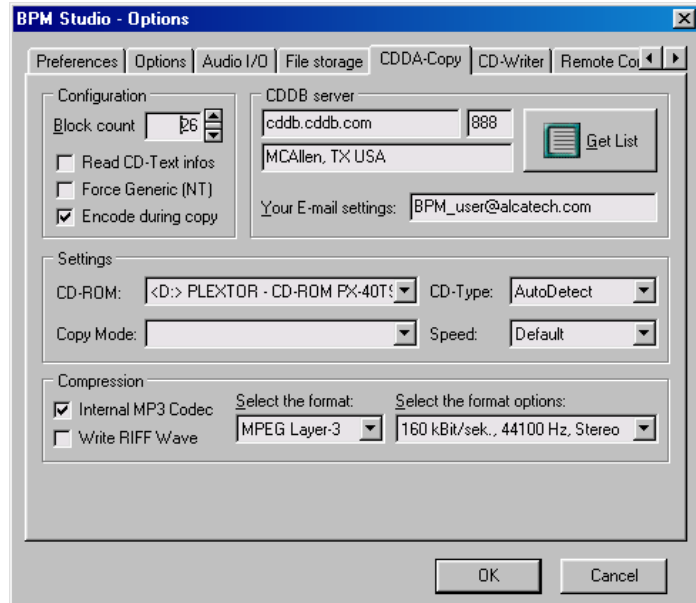 BPM Studio - Options
Preferences Options Audio I/O File storage CDDA-Copy CD-Writer Remote Co
Configuration
Block count 26
Read CD-Text infos
Force Generic (NT)
Encode during copy
CDDB server
cddb.cddb.com 888
MCAllen, TX USA
Get List
Your E-mail settings: BPM_user@alcatech.com
Settings
CD-ROM: <D:> PLEXTOR - CD-ROM PX-40TS CD-Type: AutoDetect
Copy Mode: Speed: Default
Compression
Internal MP3 Codec
Write RIFF Wave
Select the format:
MPEG Layer-3
Select the format options:
160 kBit/sek., 44100 Hz, Stereo
OK Cancel